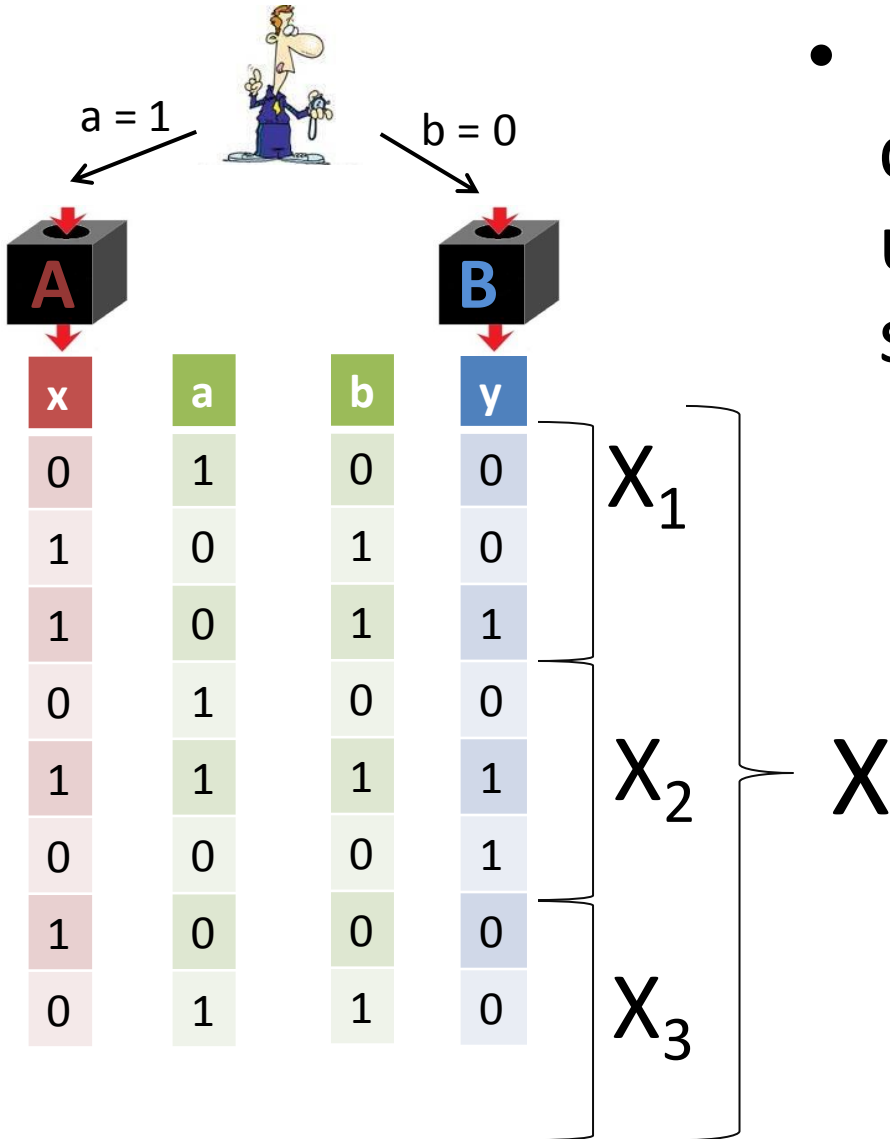 a = 1
b = 0
A
B
x a b y
0 1 0 0
1 0 1 0
1 0 1 1
0 1 0 0
1 1 1 1
0 0 0 1
1 0 0 0
0 1 1 0
X₁
X₂
X₃
X
•